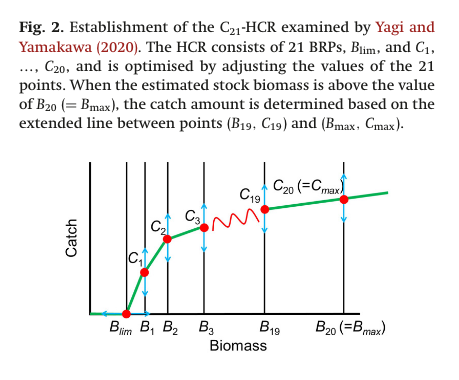 Fig. 2. Establishment of the C21-HCR examined by Yagi and
Yamakawa (2020). The HCR consists of 21 BRPs, Blim, and C1,
…, C20, and is optimised by adjusting the values of the 21
points. When the estimated stock biomass is above the value
of B20 (= Bmax), the catch amount is determined based on the
extended line between points (B19, C19) and (Bmax, Cmax).
C20 (=Cmax)
C19
C3
C2
C1
Catch
Blim B1 B2 B3 B19 B20 (=Bmax)
Biomass